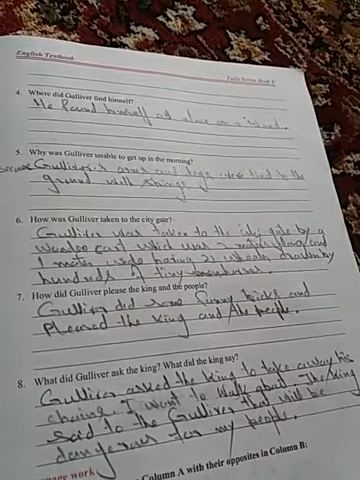 English Textbook
4. Where did Gulliver find himself?
He Found himself alone on a
5. Why was Gulliver unable to get up in the morning?
because Gulliver's arms and legs were tied to the
ground with strings
6. How was Gulliver taken to the city gate?
Gulliver was taken to the city gate by a
wooden cart which was 2 meters long and
1 meter wide having 22 wheels drawn by
hundreds of tiny horses.
7. How did Gulliver please the king and the people?
Gulliver did some funny tricks and
Pleased the king and the people.
8. What did Gulliver ask the king? What did the king say?
Gulliver asked the king to take away his
chains. I want to walk about. The king
said to the Gulliver that will be
dangerous for my people.
Column A with their opposites in Column B: